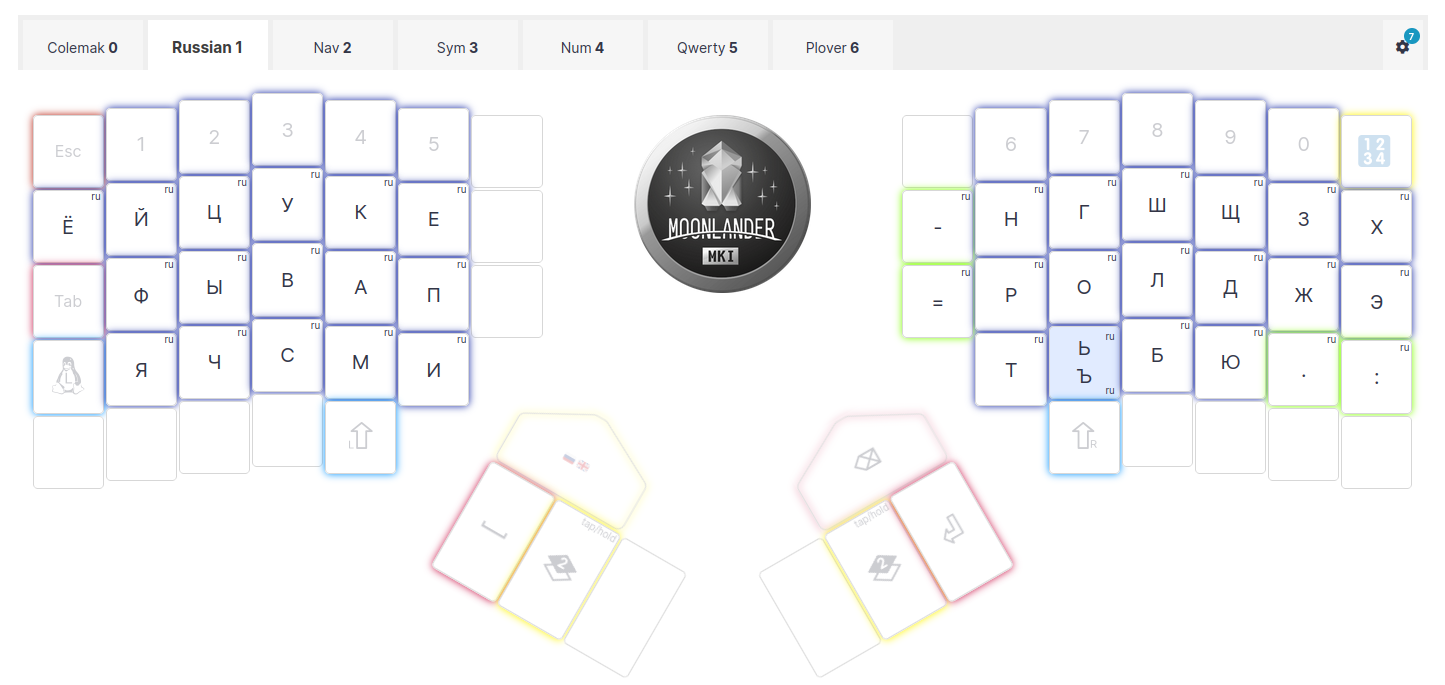 Colemak 0 Russian 1 Nav 2 Sym 3 Num 4 Qwerty 5 Plover 6 7
Esc 1 2 3 4 5 6 7 8 9 0 1 2 3 4
Ё ru Й ru Ц ru У ru К ru Е ru - ru Н ru Г ru Ш ru Щ ru З ru Х ru
Tab Ф ru Ы ru В ru А ru П ru = ru Р ru О ru Л ru Д ru Ж ru Э ru
L Я ru Ч ru С ru М ru И ru Т ru Ь ru Ъ ru Б ru Ю ru . ru : ru
L R
tap/hold 2 tap/hold 2
MOONLANDER
MKI